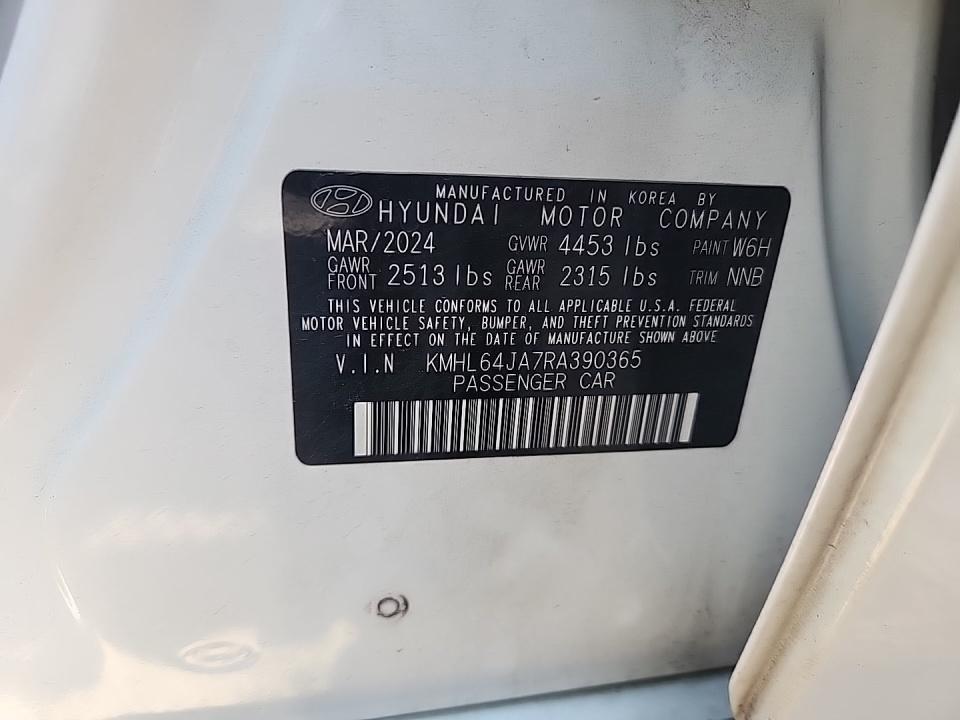 MANUFACTURED IN KOREA BY
HYUNDAI MOTOR COMPANY
MAR/2024 GVWR 4453 lbs PAINT W6H
GAWR FRONT 2513 lbs GAWR REAR 2315 lbs TRIM NNB
THIS VEHICLE CONFORMS TO ALL APPLICABLE U.S.A. FEDERAL
MOTOR VEHICLE SAFETY, BUMPER, AND THEFT PREVENTION STANDARDS
IN EFFECT ON THE DATE OF MANUFACTURE SHOWN ABOVE
V.I.N KMHL64JA7RA390365
PASSENGER CAR